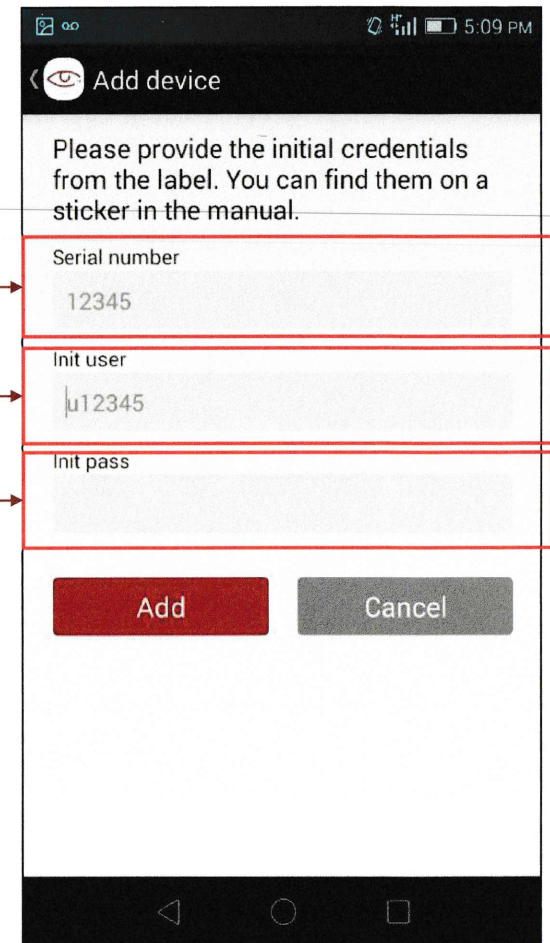 5:09 PM
Add device
Please provide the initial credentials
from the label. You can find them on a
sticker in the manual.
Serial number
12345
Init user
u12345
Init pass
Add Cancel